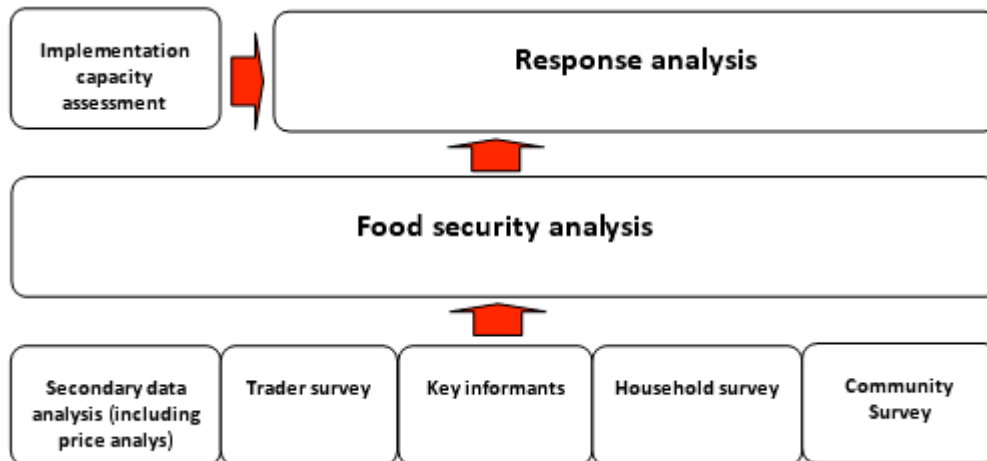 Implementation
capacity
assessment
Response analysis
Food security analysis
Secondary data
analysis (including
price analys)
Trader survey
Key informants
Household survey
Community
Survey